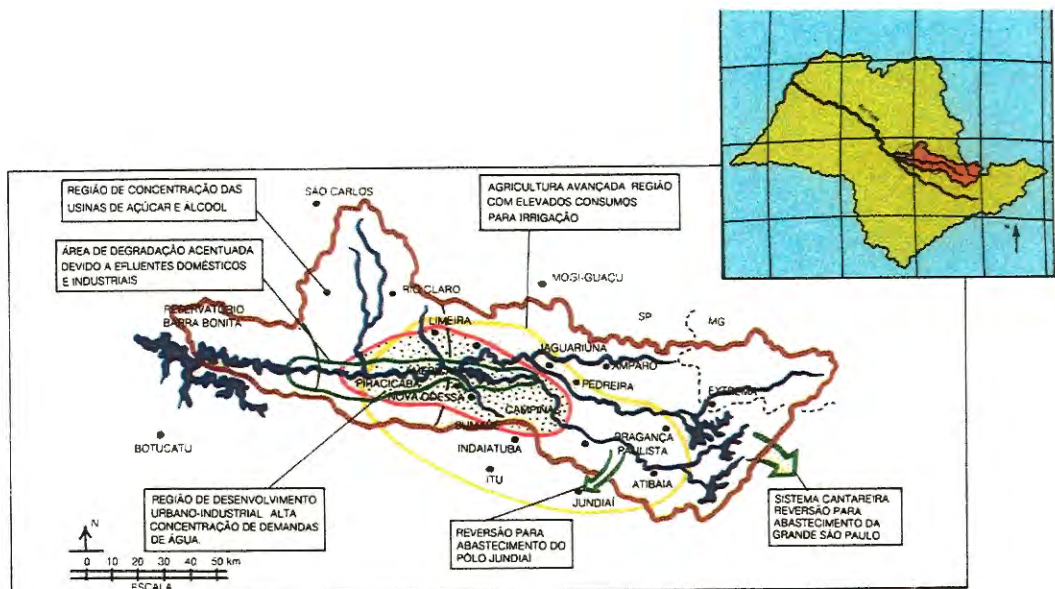 REGIÃO DE CONCENTRAÇÃO DAS
USINAS DE AÇÚCAR E ÁLCOOL
SÃO CARLOS
AGRICULTURA AVANÇADA REGIÃO
COM ELEVADOS CONSUMOS
PARA IRRIGAÇÃO
ÁREA DE DEGRADAÇÃO ACENTUADA
DEVIDO A EFLUENTES DOMÉSTICOS
E INDUSTRIAIS
MOGI-GUAÇU
RIO CLARO
RESERVATÓRIO
BARRA BONITA
LIMEIRA
SP
MG
JAGUARIÚNA
AMPARO
PIRACICABA
PEDREIRA
NOVA ODESSA
EXTREMA
CAMPINA
SUMARÉ
BOTUCATU
INDAIATUBA
BRAGANÇA
PAULISTA
ITU
ATIBAIA
JUNDIAÍ
REGIÃO DE DESENVOLVIMENTO
URBANO-INDUSTRIAL ALTA
CONCENTRAÇÃO DE DEMANDAS
DE ÁGUA.
REVERSÃO PARA
ABASTECIMENTO DO
PÓLO JUNDIAÍ
SISTEMA CANTAREIRA
REVERSÃO PARA
ABASTECIMENTO DA
GRANDE SÃO PAULO
N
0 10 20 30 40 50 km
ESCALA